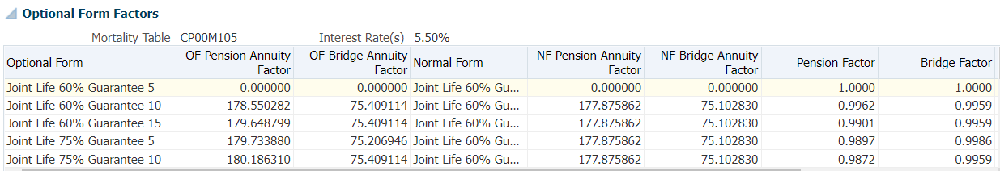 Optional Form Factors
Mortality Table CP00M105 Interest Rate(s) 5.50%
Optional Form OF Pension Annuity Factor OF Bridge Annuity Factor Normal Form NF Pension Annuity Factor NF Bridge Annuity Factor Pension Factor Bridge Factor
Joint Life 60% Guarantee 5 0.000000 0.000000 Joint Life 60% Gu... 0.000000 0.000000 1.0000 1.0000
Joint Life 60% Guarantee 10 178.550282 75.409114 Joint Life 60% Gu... 177.875862 75.102830 0.9962 0.9959
Joint Life 60% Guarantee 15 179.648799 75.409114 Joint Life 60% Gu... 177.875862 75.102830 0.9901 0.9959
Joint Life 75% Guarantee 5 179.733880 75.206946 Joint Life 60% Gu... 177.875862 75.102830 0.9897 0.9986
Joint Life 75% Guarantee 10 180.186310 75.409114 Joint Life 60% Gu... 177.875862 75.102830 0.9872 0.9959